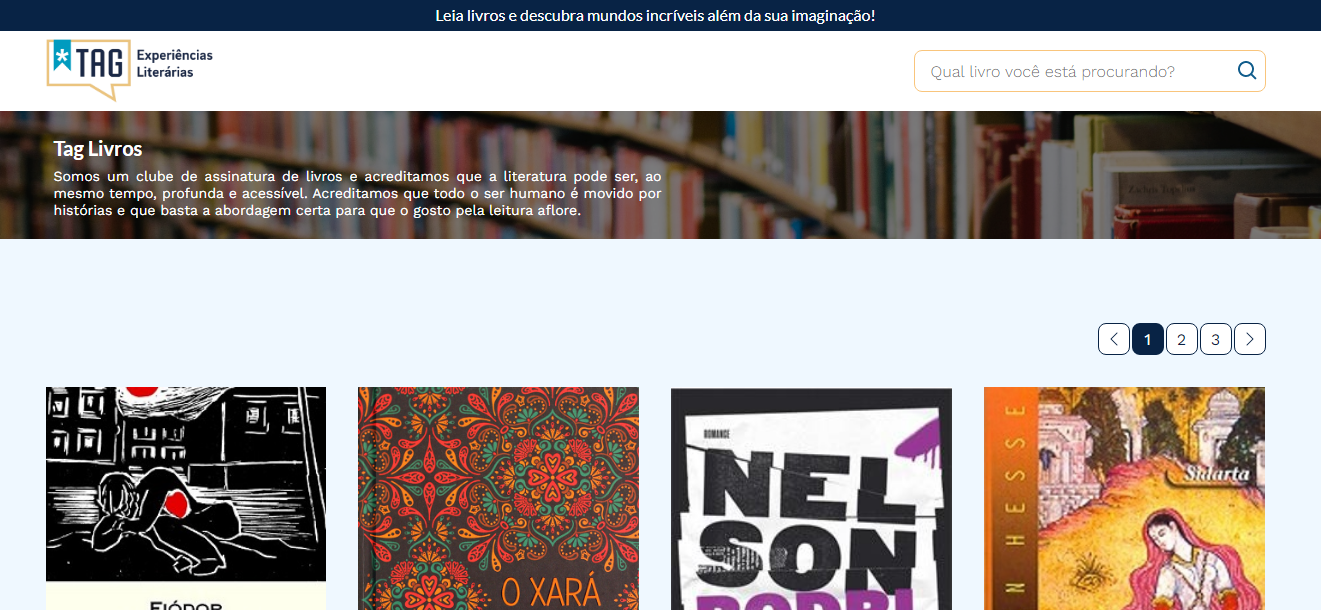 Leia livros e descubra mundos incríveis além da sua imaginação!
TAG
Experiências
Literárias
Qual livro você está procurando?
Tag Livros
Somos um clube de assinatura de livros e acreditamos que a literatura pode ser, ao
mesmo tempo, profunda e acessível. Acreditamos que todo o ser humano é movido por
histórias e que basta a abordagem certa para que o gosto pela leitura aflore.
1 2 3
FIÓDOR
O XARÁ
ROMANCE
NEL
SON
RODRI
N HESSE
Sidarta